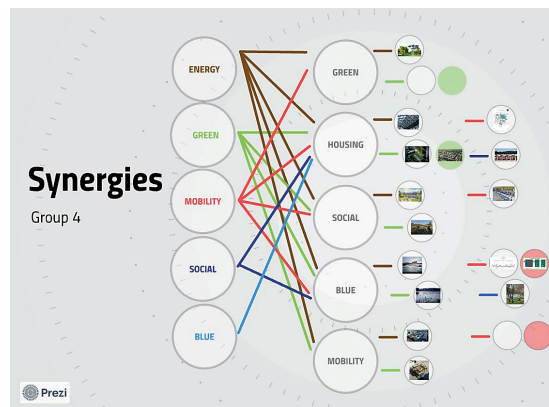 Synergies
Group 4
ENERGY
GREEN
MOBILITY
SOCIAL
BLUE
GREEN
HOUSING
SOCIAL
BLUE
MOBILITY
Prezi